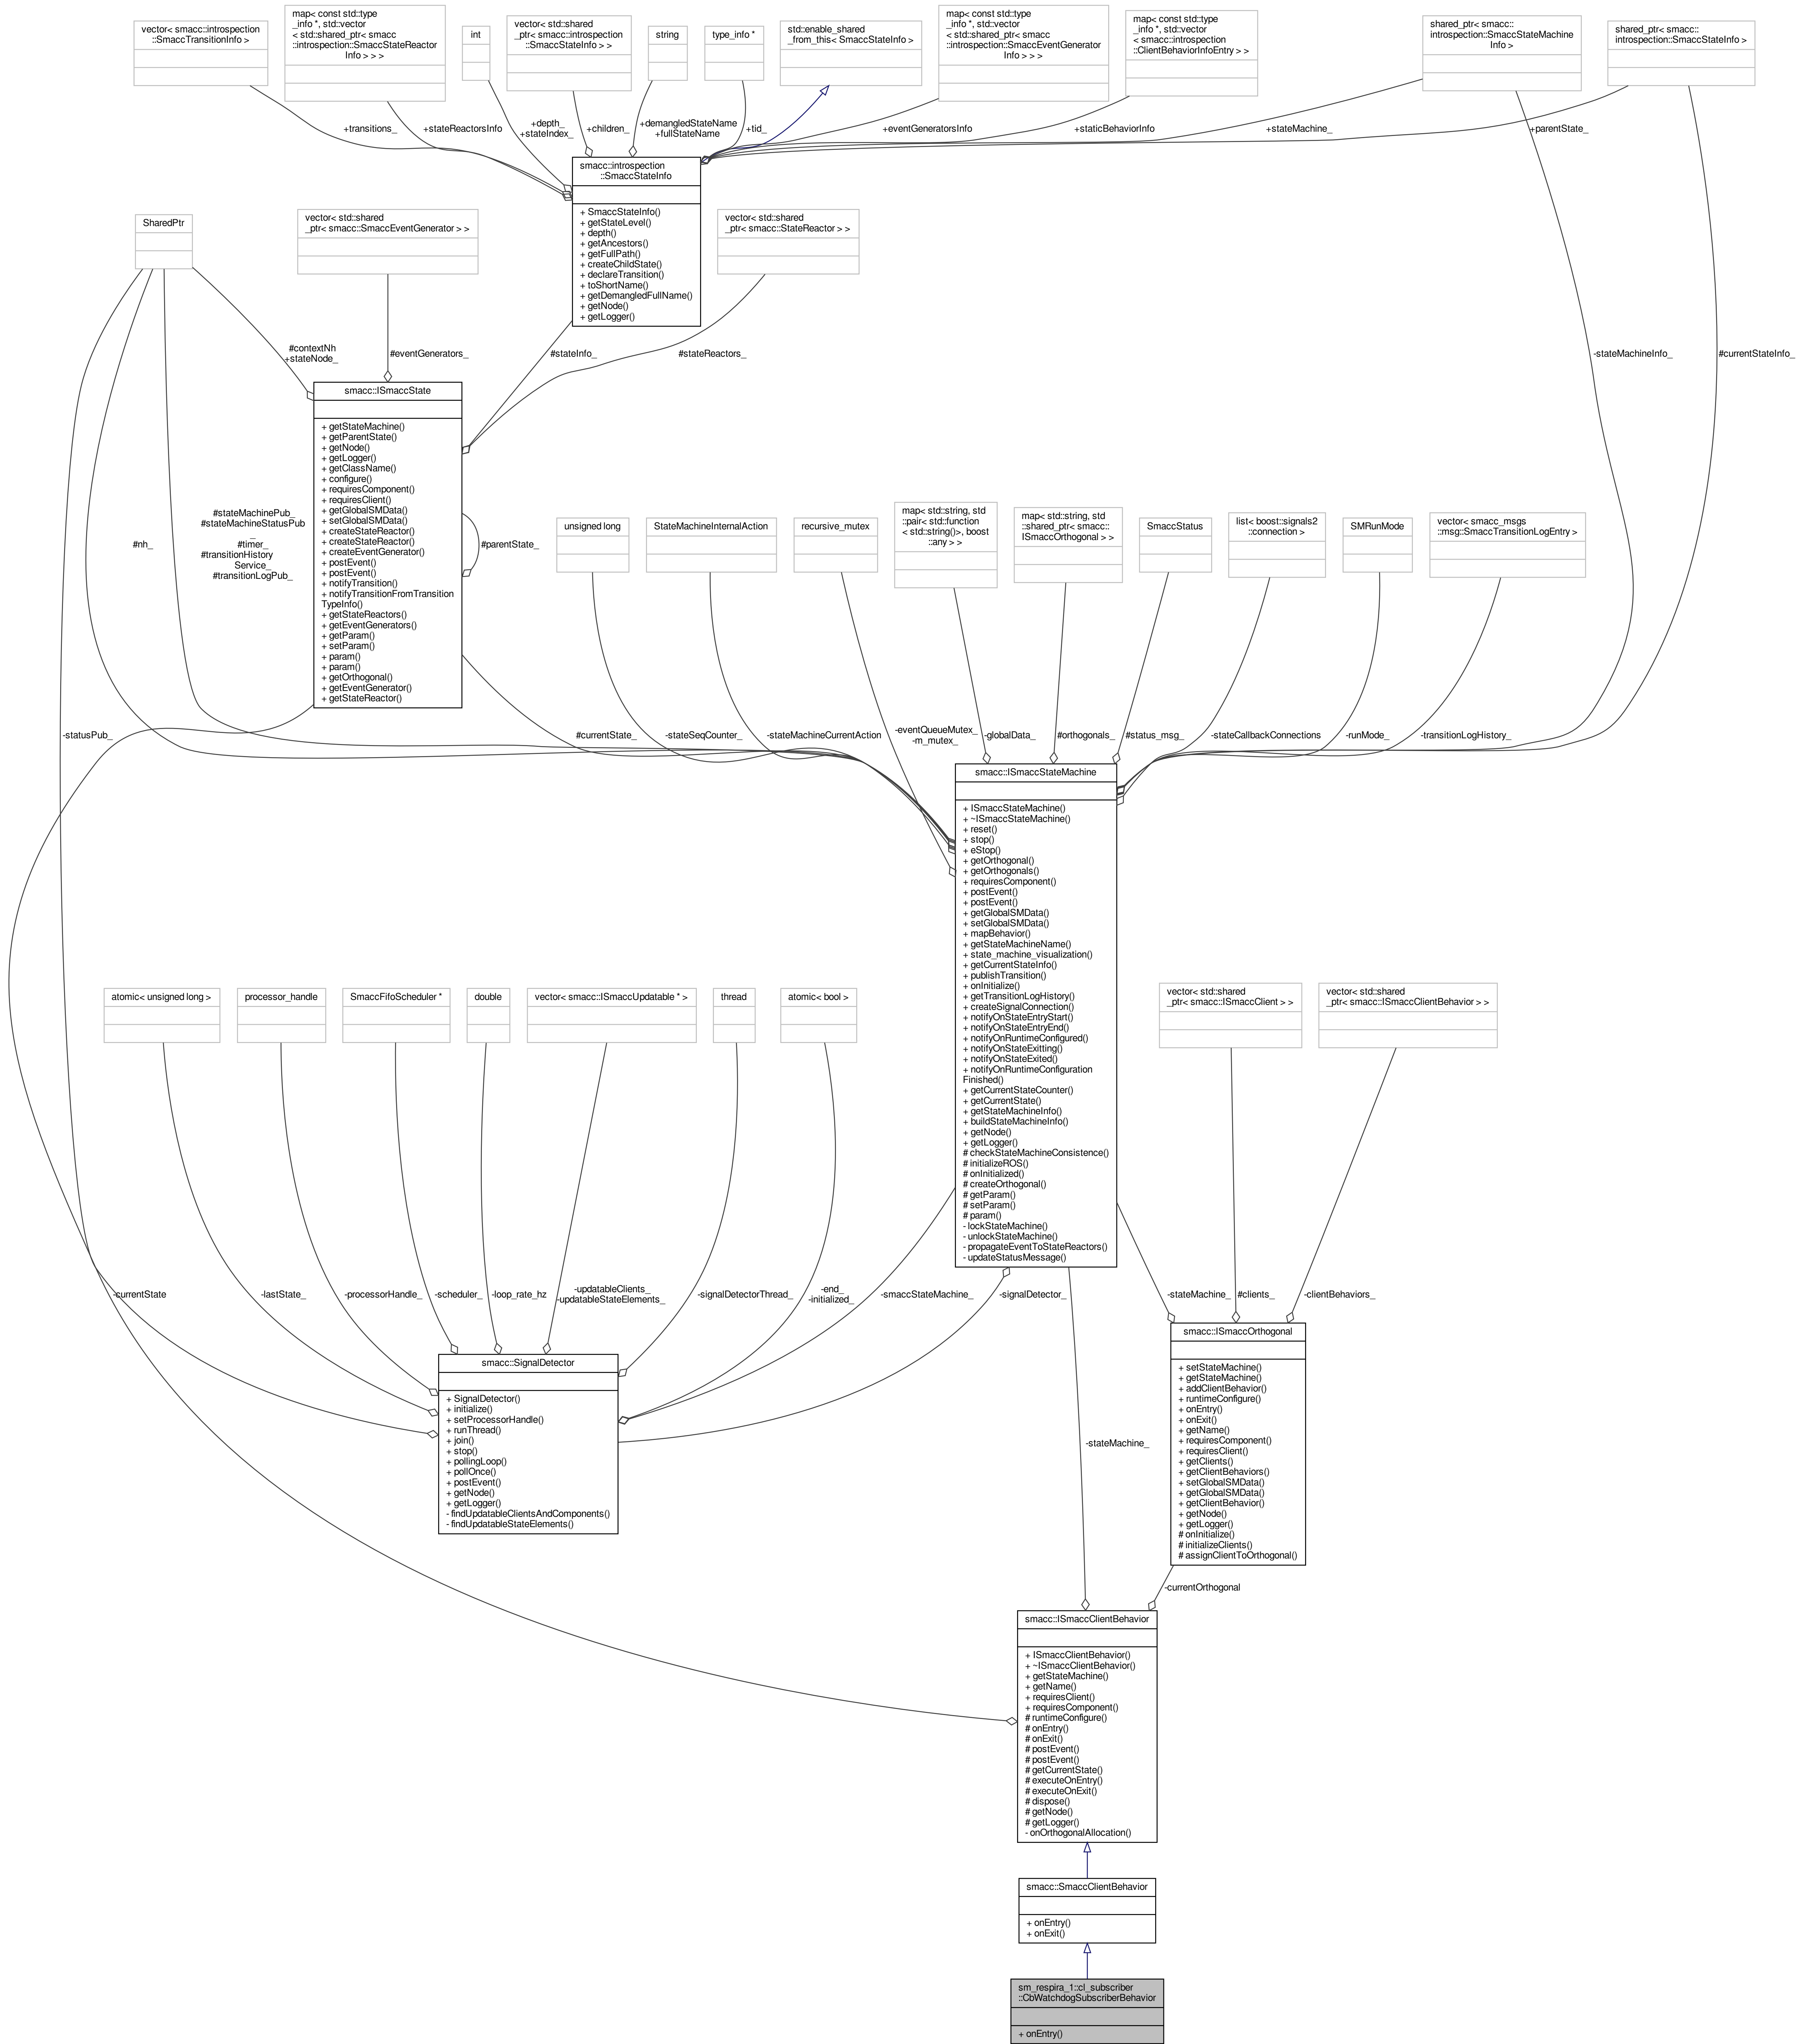 vector< smacc::introspection
::SmaccTransitionInfo >
map< const std::type
_info *, std::vector
< std::shared_ptr< smacc
::introspection::SmaccStateReactor
Info > > >
int
vector< std::shared
_ptr< smacc::introspection
::SmaccStateInfo > >
string
type_info *
std::enable_shared
_from_this< SmaccStateInfo >
map< const std::type
_info *, std::vector
< std::shared_ptr< smacc
::introspection::SmaccEventGenerator
Info > > >
map< const std::type
_info *, std::vector
< smacc::introspection
::ClientBehaviorInfoEntry > >
shared_ptr< smacc::
introspection::SmaccStateMachine
Info >
shared_ptr< smacc::
introspection::SmaccStateInfo >
+transitions_
+stateReactorsInfo
+depth_
+stateIndex_
+children_
+demangledStateName
+fullStateName
+tid_
+eventGeneratorsInfo
+staticBehaviorInfo
+stateMachine_
+parentState_
smacc::introspection
::SmaccStateInfo
+ SmaccStateInfo()
+ getStateLevel()
+ depth()
+ getAncestors()
+ getFullPath()
+ createChildState()
+ declareTransition()
+ toShortName()
+ getDemangledFullName()
+ getNode()
+ getLogger()
SharedPtr
vector< std::shared
_ptr< smacc::SmaccEventGenerator > >
vector< std::shared
_ptr< smacc::StateReactor > >
#contextNh
+stateNode_
#eventGenerators_
#stateInfo_
#stateReactors_
-stateMachineInfo_
#currentStateInfo_
smacc::ISmaccState
+ getStateMachine()
+ getParentState()
+ getNode()
+ getLogger()
+ getClassName()
+ configure()
+ requiresComponent()
+ requiresClient()
+ getGlobalSMData()
+ setGlobalSMData()
+ createStateReactor()
+ createStateReactor()
+ createEventGenerator()
+ postEvent()
+ postEvent()
+ notifyTransition()
+ notifyTransitionFromTransition
TypeInfo()
+ getStateReactors()
+ getEventGenerators()
+ getParam()
+ setParam()
+ param()
+ param()
+ getOrthogonal()
+ getEventGenerator()
+ getStateReactor()
#parentState_
#nh_
#stateMachinePub_
#stateMachineStatusPub
_
#timer_
#transitionHistory
Service_
#transitionLogPub_
unsigned long
StateMachineInternalAction
recursive_mutex
map< std::string, std
::pair< std::function
< std::string()>, boost
::any > >
map< std::string, std
::shared_ptr< smacc::
ISmaccOrthogonal > >
SmaccStatus
list< boost::signals2
::connection >
SMRunMode
vector< smacc_msgs
::msg::SmaccTransitionLogEntry >
-statusPub_
#currentState_
-stateSeqCounter_
-stateMachineCurrentAction
-eventQueueMutex_
-m_mutex_
-globalData_
#orthogonals_
#status_msg_
-stateCallbackConnections
-runMode_
-transitionLogHistory_
smacc::ISmaccStateMachine
+ ISmaccStateMachine()
+ ~ISmaccStateMachine()
+ reset()
+ stop()
+ eStop()
+ getOrthogonal()
+ getOrthogonals()
+ requiresComponent()
+ postEvent()
+ postEvent()
+ getGlobalSMData()
+ setGlobalSMData()
+ mapBehavior()
+ getStateMachineName()
+ state_machine_visualization()
+ getCurrentStateInfo()
+ publishTransition()
+ onInitialize()
+ getTransitionLogHistory()
+ createSignalConnection()
+ notifyOnStateEntryStart()
+ notifyOnStateEntryEnd()
+ notifyOnRuntimeConfigured()
+ notifyOnStateExitting()
+ notifyOnStateExited()
+ notifyOnRuntimeConfiguration
Finished()
+ getCurrentStateCounter()
+ getCurrentState()
+ getStateMachineInfo()
+ buildStateMachineInfo()
+ getNode()
+ getLogger()
# checkStateMachineConsistence()
# initializeROS()
# onInitialized()
# createOrthogonal()
# getParam()
# setParam()
# param()
- lockStateMachine()
- unlockStateMachine()
- propagateEventToStateReactors()
- updateStatusMessage()
atomic< unsigned long >
processor_handle
SmaccFifoScheduler *
double
vector< smacc::ISmaccUpdatable * >
thread
atomic< bool >
vector< std::shared
_ptr< smacc::ISmaccClient > >
vector< std::shared
_ptr< smacc::ISmaccClientBehavior > >
-currentState
-lastState_
-processorHandle_
-scheduler_
-loop_rate_hz
-updatableClients_
-updatableStateElements_
-signalDetectorThread_
-end_
-initialized_
-smaccStateMachine_
-signalDetector_
-stateMachine_
#clients_
-clientBehaviors_
smacc::SignalDetector
+ SignalDetector()
+ initialize()
+ setProcessorHandle()
+ runThread()
+ join()
+ stop()
+ pollingLoop()
+ pollOnce()
+ postEvent()
+ getNode()
+ getLogger()
- findUpdatableClientsAndComponents()
- findUpdatableStateElements()
smacc::ISmaccOrthogonal
+ setStateMachine()
+ getStateMachine()
+ addClientBehavior()
+ runtimeConfigure()
+ onEntry()
+ onExit()
+ getName()
+ requiresComponent()
+ requiresClient()
+ getClients()
+ getClientBehaviors()
+ setGlobalSMData()
+ getGlobalSMData()
+ getClientBehavior()
+ getNode()
+ getLogger()
# onInitialize()
# initializeClients()
# assignClientToOrthogonal()
-stateMachine_
-currentOrthogonal
smacc::ISmaccClientBehavior
+ ISmaccClientBehavior()
+ ~ISmaccClientBehavior()
+ getStateMachine()
+ getName()
+ requiresClient()
+ requiresComponent()
# runtimeConfigure()
# onEntry()
# onExit()
# postEvent()
# postEvent()
# getCurrentState()
# executeOnEntry()
# executeOnExit()
# dispose()
# getNode()
# getLogger()
- onOrthogonalAllocation()
smacc::SmaccClientBehavior
+ onEntry()
+ onExit()
sm_respira_1::cl_subscriber
::CbWatchdogSubscriberBehavior
+ onEntry()